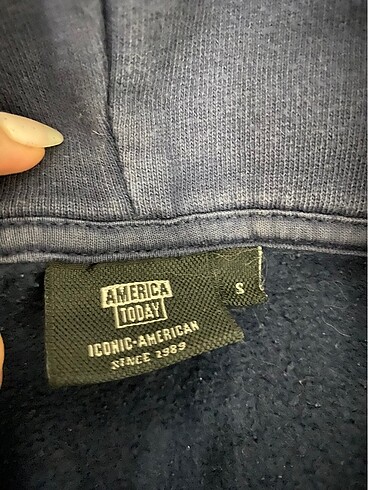 AMERICA
TODAY
ICONIC-AMERICAN
SINCE 1989
S